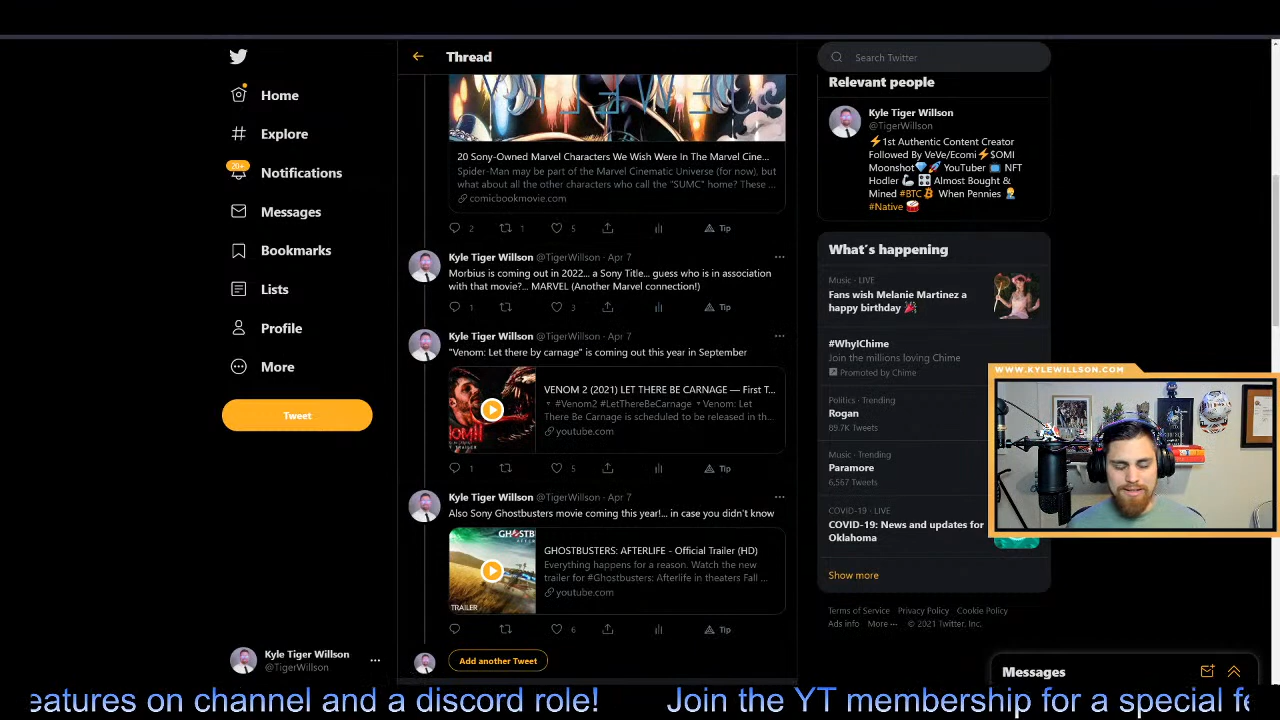 Home
Explore
20+
Notifications
Messages
Bookmarks
Lists
Profile
More
Tweet
Kyle Tiger Willson
@TigerWillson
Thread
20 Sony-Owned Marvel Characters We Wish Were In The Marvel Cine...
Spider-Man may be part of the Marvel Cinematic Universe (for now), but
what about all the other characters who call the "SUMC" home? These ...
comicbookmovie.com
2 1 5 Tip
Kyle Tiger Willson @TigerWillson · Apr 7
Morbius is coming out in 2022... a Sony Title... guess who is in association
with that movie?... MARVEL (Another Marvel connection!)
1 3 Tip
Kyle Tiger Willson @TigerWillson · Apr 7
"Venom: Let there by carnage" is coming out this year in September
VENOM 2 (2021) LET THERE BE CARNAGE — First T...
#Venom2 #LetThereBeCarnage Venom: Let
There Be Carnage is scheduled to be released in th...
youtube.com
1 5 Tip
Kyle Tiger Willson @TigerWillson · Apr 7
Also Sony Ghostbusters movie coming this year!... in case you didn't know
TRAILER
GHOSTBUSTERS: AFTERLIFE - Official Trailer (HD)
Everything happens for a reason. Watch the new
trailer for #Ghostbusters: Afterlife in theaters Fall ...
youtube.com
6 Tip
Add another Tweet
Search Twitter
Relevant people
Kyle Tiger Willson
@TigerWillson
⚡1st Authentic Content Creator
Followed By VeVe/Ecomi⚡$OMI
Moonshot💎🚀 YouTuber 📺 NFT
Hodler 🦾 🎛 Almost Bought &
Mined #BTC When Pennies 🤦‍♂️
#Native 🥁
What's happening
Music · LIVE
Fans wish Melanie Martinez a
happy birthday 🎉
#WhyIChime
Join the millions loving Chime
Promoted by Chime
Politics · Trending
Rogan
89.7K Tweets
Music · Trending
Paramore
6,567 Tweets
COVID-19 · LIVE
COVID-19: News and updates for
Oklahoma
Show more
Terms of Service Privacy Policy Cookie Policy
Ads info More ··· © 2021 Twitter, Inc.
WWW.KYLEWILLSON.COM
Messages
eatures on channel and a discord role! Join the YT membership for a special fe